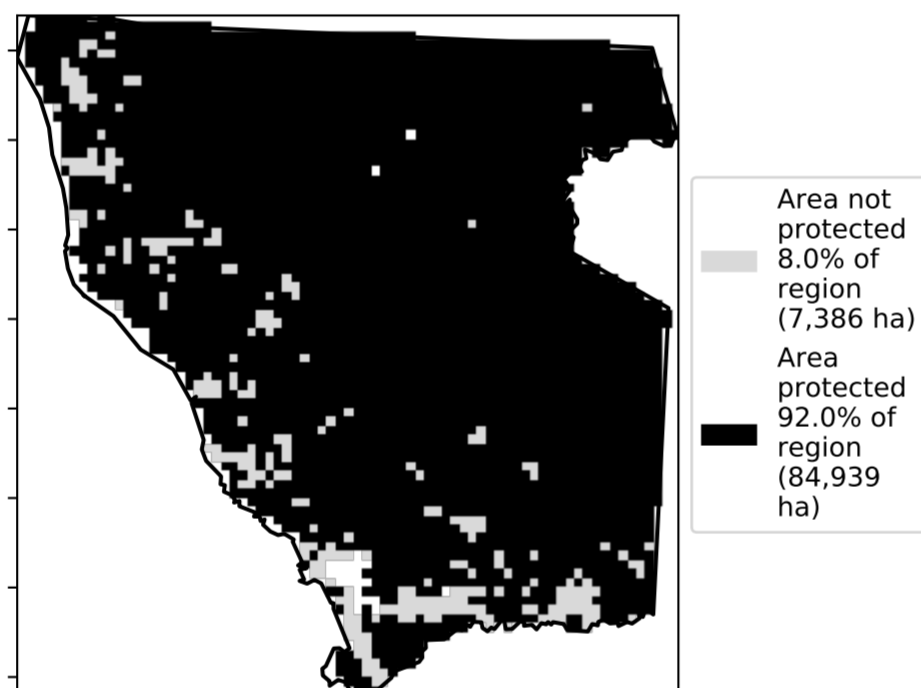 Area not
protected
8.0% of
region
(7,386 ha)
Area
protected
92.0% of
region
(84,939
ha)